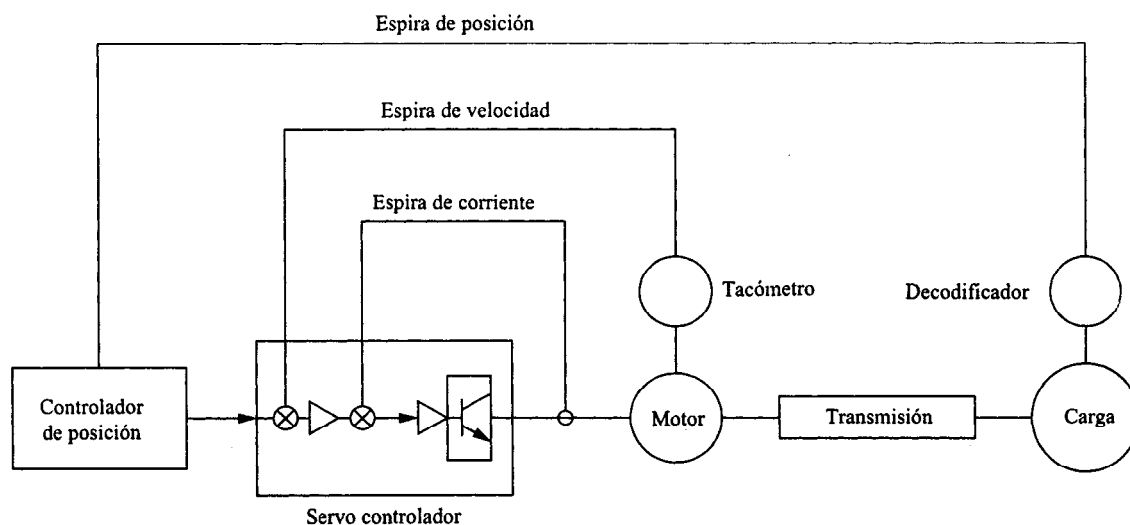 Espira de posición
Espira de velocidad
Espira de corriente
Tacómetro
Decodificador
Controlador
de posición
Motor
Transmisión
Carga
Servo controlador